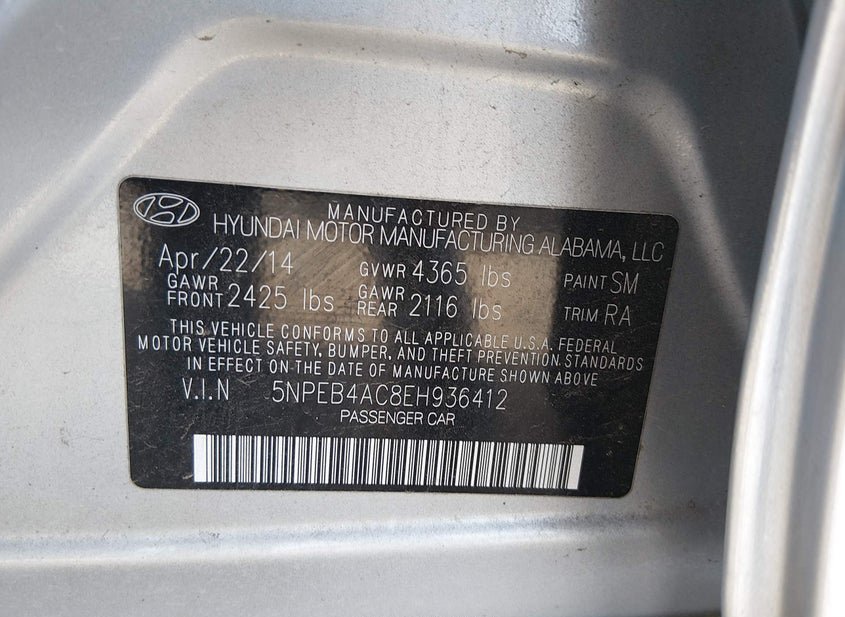 MANUFACTURED BY
HYUNDAI MOTOR MANUFACTURING ALABAMA, LLC
Apr/22/14 GVWR 4365 lbs PAINT SM
GAWR FRONT 2425 lbs GAWR REAR 2116 lbs TRIM RA
THIS VEHICLE CONFORMS TO ALL APPLICABLE U.S.A. FEDERAL
MOTOR VEHICLE SAFETY, BUMPER, AND THEFT PREVENTION STANDARDS
IN EFFECT ON THE DATE OF MANUFACTURE SHOWN ABOVE
V.I.N 5NPEB4AC8EH936412
PASSENGER CAR